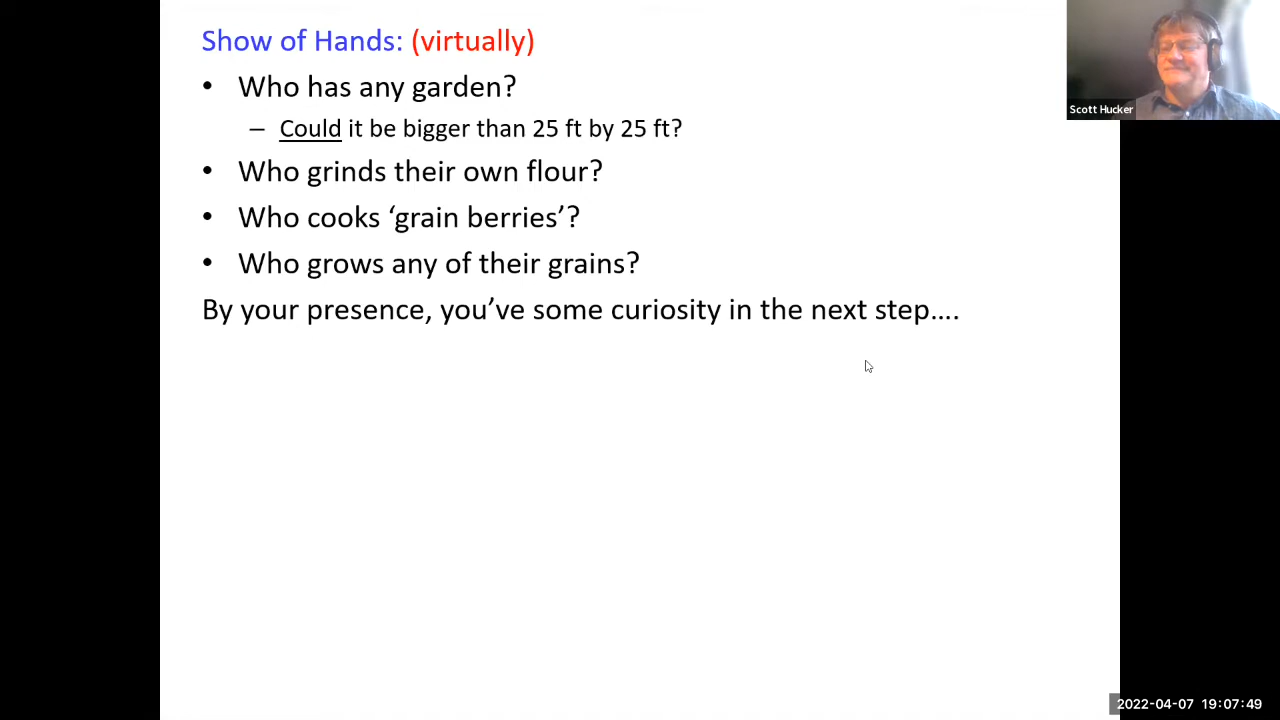 Show of Hands: (virtually)
• Who has any garden?
– Could it be bigger than 25 ft by 25 ft?
• Who grinds their own flour?
• Who cooks ‘grain berries’?
• Who grows any of their grains?
By your presence, you’ve some curiosity in the next step….
Scott Hucker
2022-04-07 19:07:49